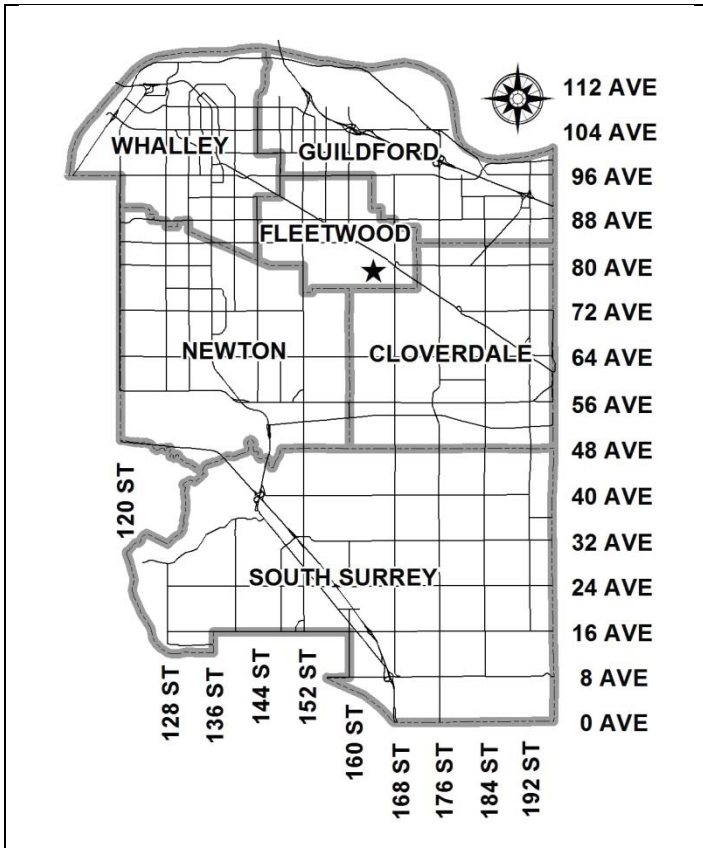 112 AVE
104 AVE
WHALLEY
GUILDFORD
96 AVE
88 AVE
FLEETWOOD
80 AVE
72 AVE
NEWTON
CLOVERDALE
64 AVE
56 AVE
48 AVE
120 ST
40 AVE
32 AVE
SOUTH SURREY
24 AVE
16 AVE
8 AVE
0 AVE
128 ST
136 ST
144 ST
152 ST
160 ST
168 ST
176 ST
184 ST
192 ST